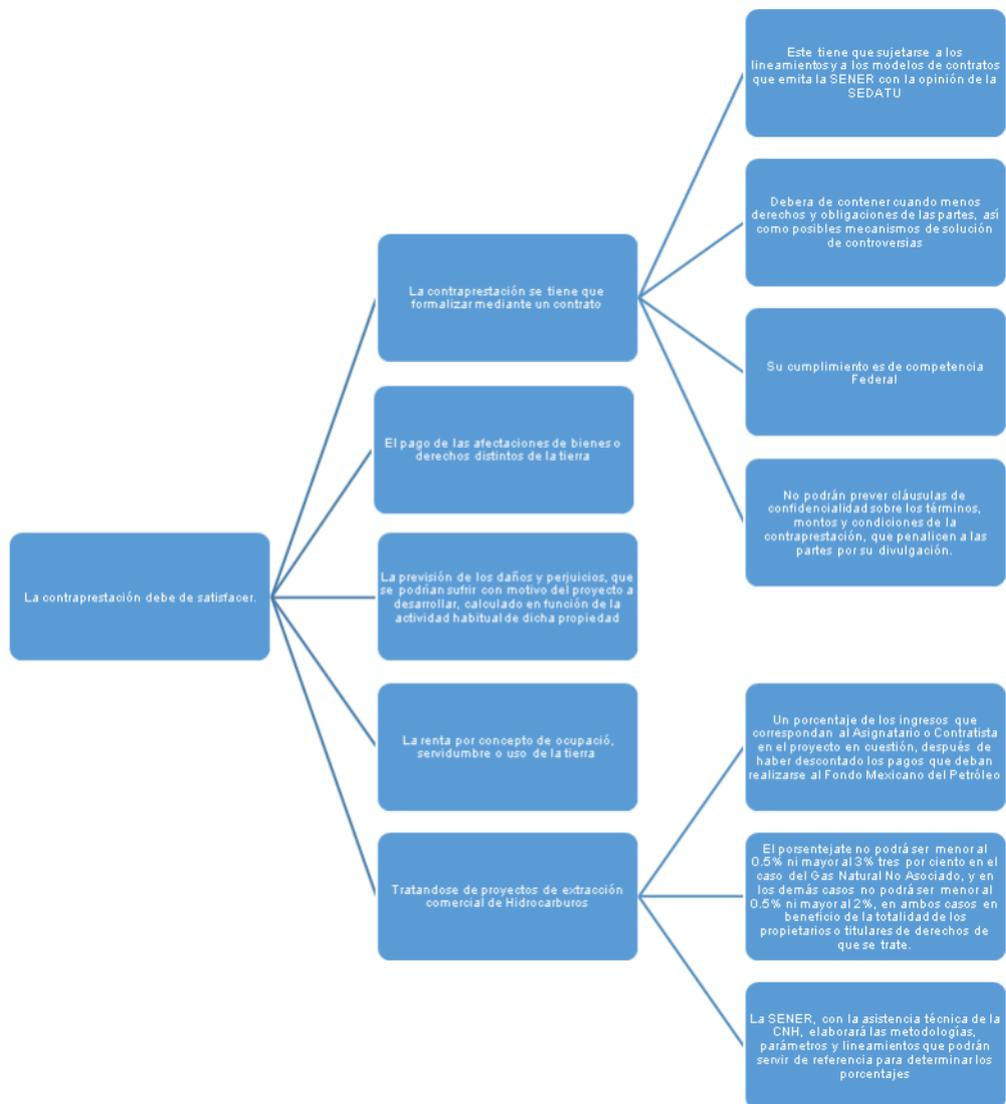 La contraprestación debe de satisfacer.
La contraprestación se tiene que
formalizar mediante un contrato
Este tiene que sujetarse a los
lineamientos y a los modelos de contratos
que emita la SENER con la opinión de la
SEDATU
Debera de contener cuando menos
derechos y obligaciones de las partes, así
como posibles mecanismos de solución
de controversias
Su cumplimiento es de competencia
Federal
No podrán prever cláusulas de
confidencialidad sobre los términos,
montos y condiciones de la
contraprestación, que penalicen a las
partes por su divulgación.
El pago de las afectaciones de bienes o
derechos distintos de la tierra
La previsión de los daños y perjuicios, que
se podrían sufrir con motivo del proyecto a
desarrollar, calculado en función de la
actividad habitual de dicha propiedad
La renta por concepto de ocupació,
servidumbre o uso de la tierra
Tratandose de proyectos de extracción
comercial de Hidrocarburos
Un porcentaje de los ingresos que
correspondan al Asignatario o Contratista
en el proyecto en cuestión, después de
haber descontado los pagos que deban
realizarse al Fondo Mexicano del Petróleo
El porsentejate no podrá ser menor al
0.5% ni mayor al 3% tres por ciento en el
caso del Gas Natural No Asociado, y en
los demás casos no podrá ser menor al
0.5% ni mayor al 2%, en ambos casos en
beneficio de la totalidad de los
propietarios o titulares de derechos de
que se trate.
La SENER, con la asistencia técnica de la
CNH, elaborará las metodologías,
parámetros y lineamientos que podrán
servir de referencia para determinar los
porcentajes